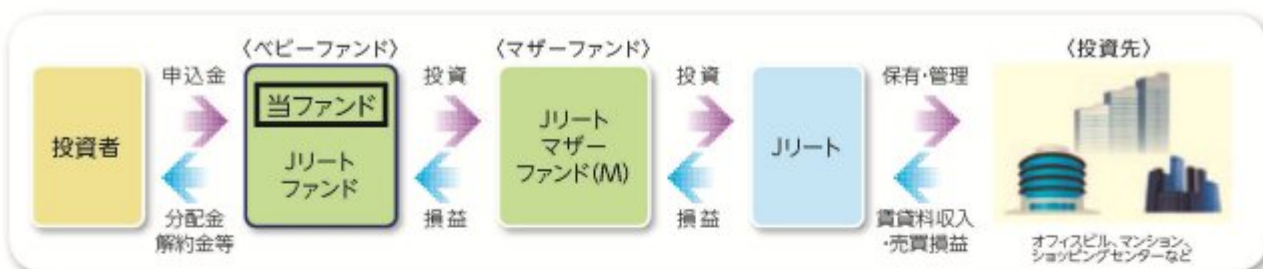 〈ベビーファンド〉
〈マザーファンド〉
〈投資先〉
投資者
申込金
分配金
解約金等
当ファンド
Jリート
ファンド
投資
損益
Jリート
マザー
ファンド(M)
投資
損益
Jリート
保有・管理
賃貸料収入
・売買損益
オフィスビル、マンション、
ショッピングセンターなど